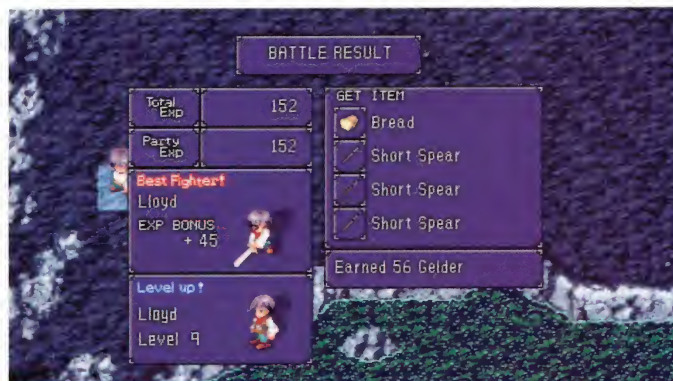 BATTLE RESULT
Total
Exp
152
Party
Exp
152
Best Fighter!
Lloyd
EXP BONUS
+ 45
Level up!
Lloyd
Level 9
GET ITEM
Bread
Short Spear
Short Spear
Short Spear
Earned 56 Gelder